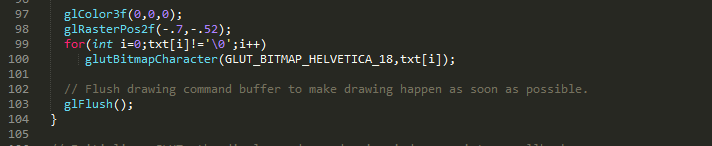 97 glColor3f(0,0,0);
98 glRasterPos2f(-.7,-.52);
99 for(int i=0;txt[i]!='\0';i++)
100 glutBitmapCharacter(GLUT_BITMAP_HELVETICA_18,txt[i]);
101
102 // Flush drawing command buffer to make drawing happen as soon as possible.
103 glFlush();
104 }
105